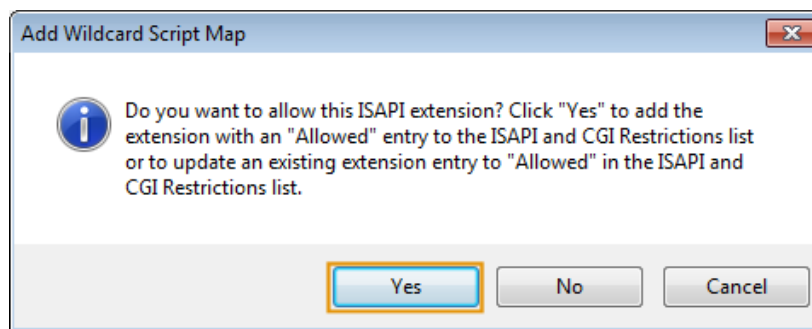 Add Wildcard Script Map
Do you want to allow this ISAPI extension? Click "Yes" to add the
extension with an "Allowed" entry to the ISAPI and CGI Restrictions list
or to update an existing extension entry to "Allowed" in the ISAPI and
CGI Restrictions list.
Yes No Cancel